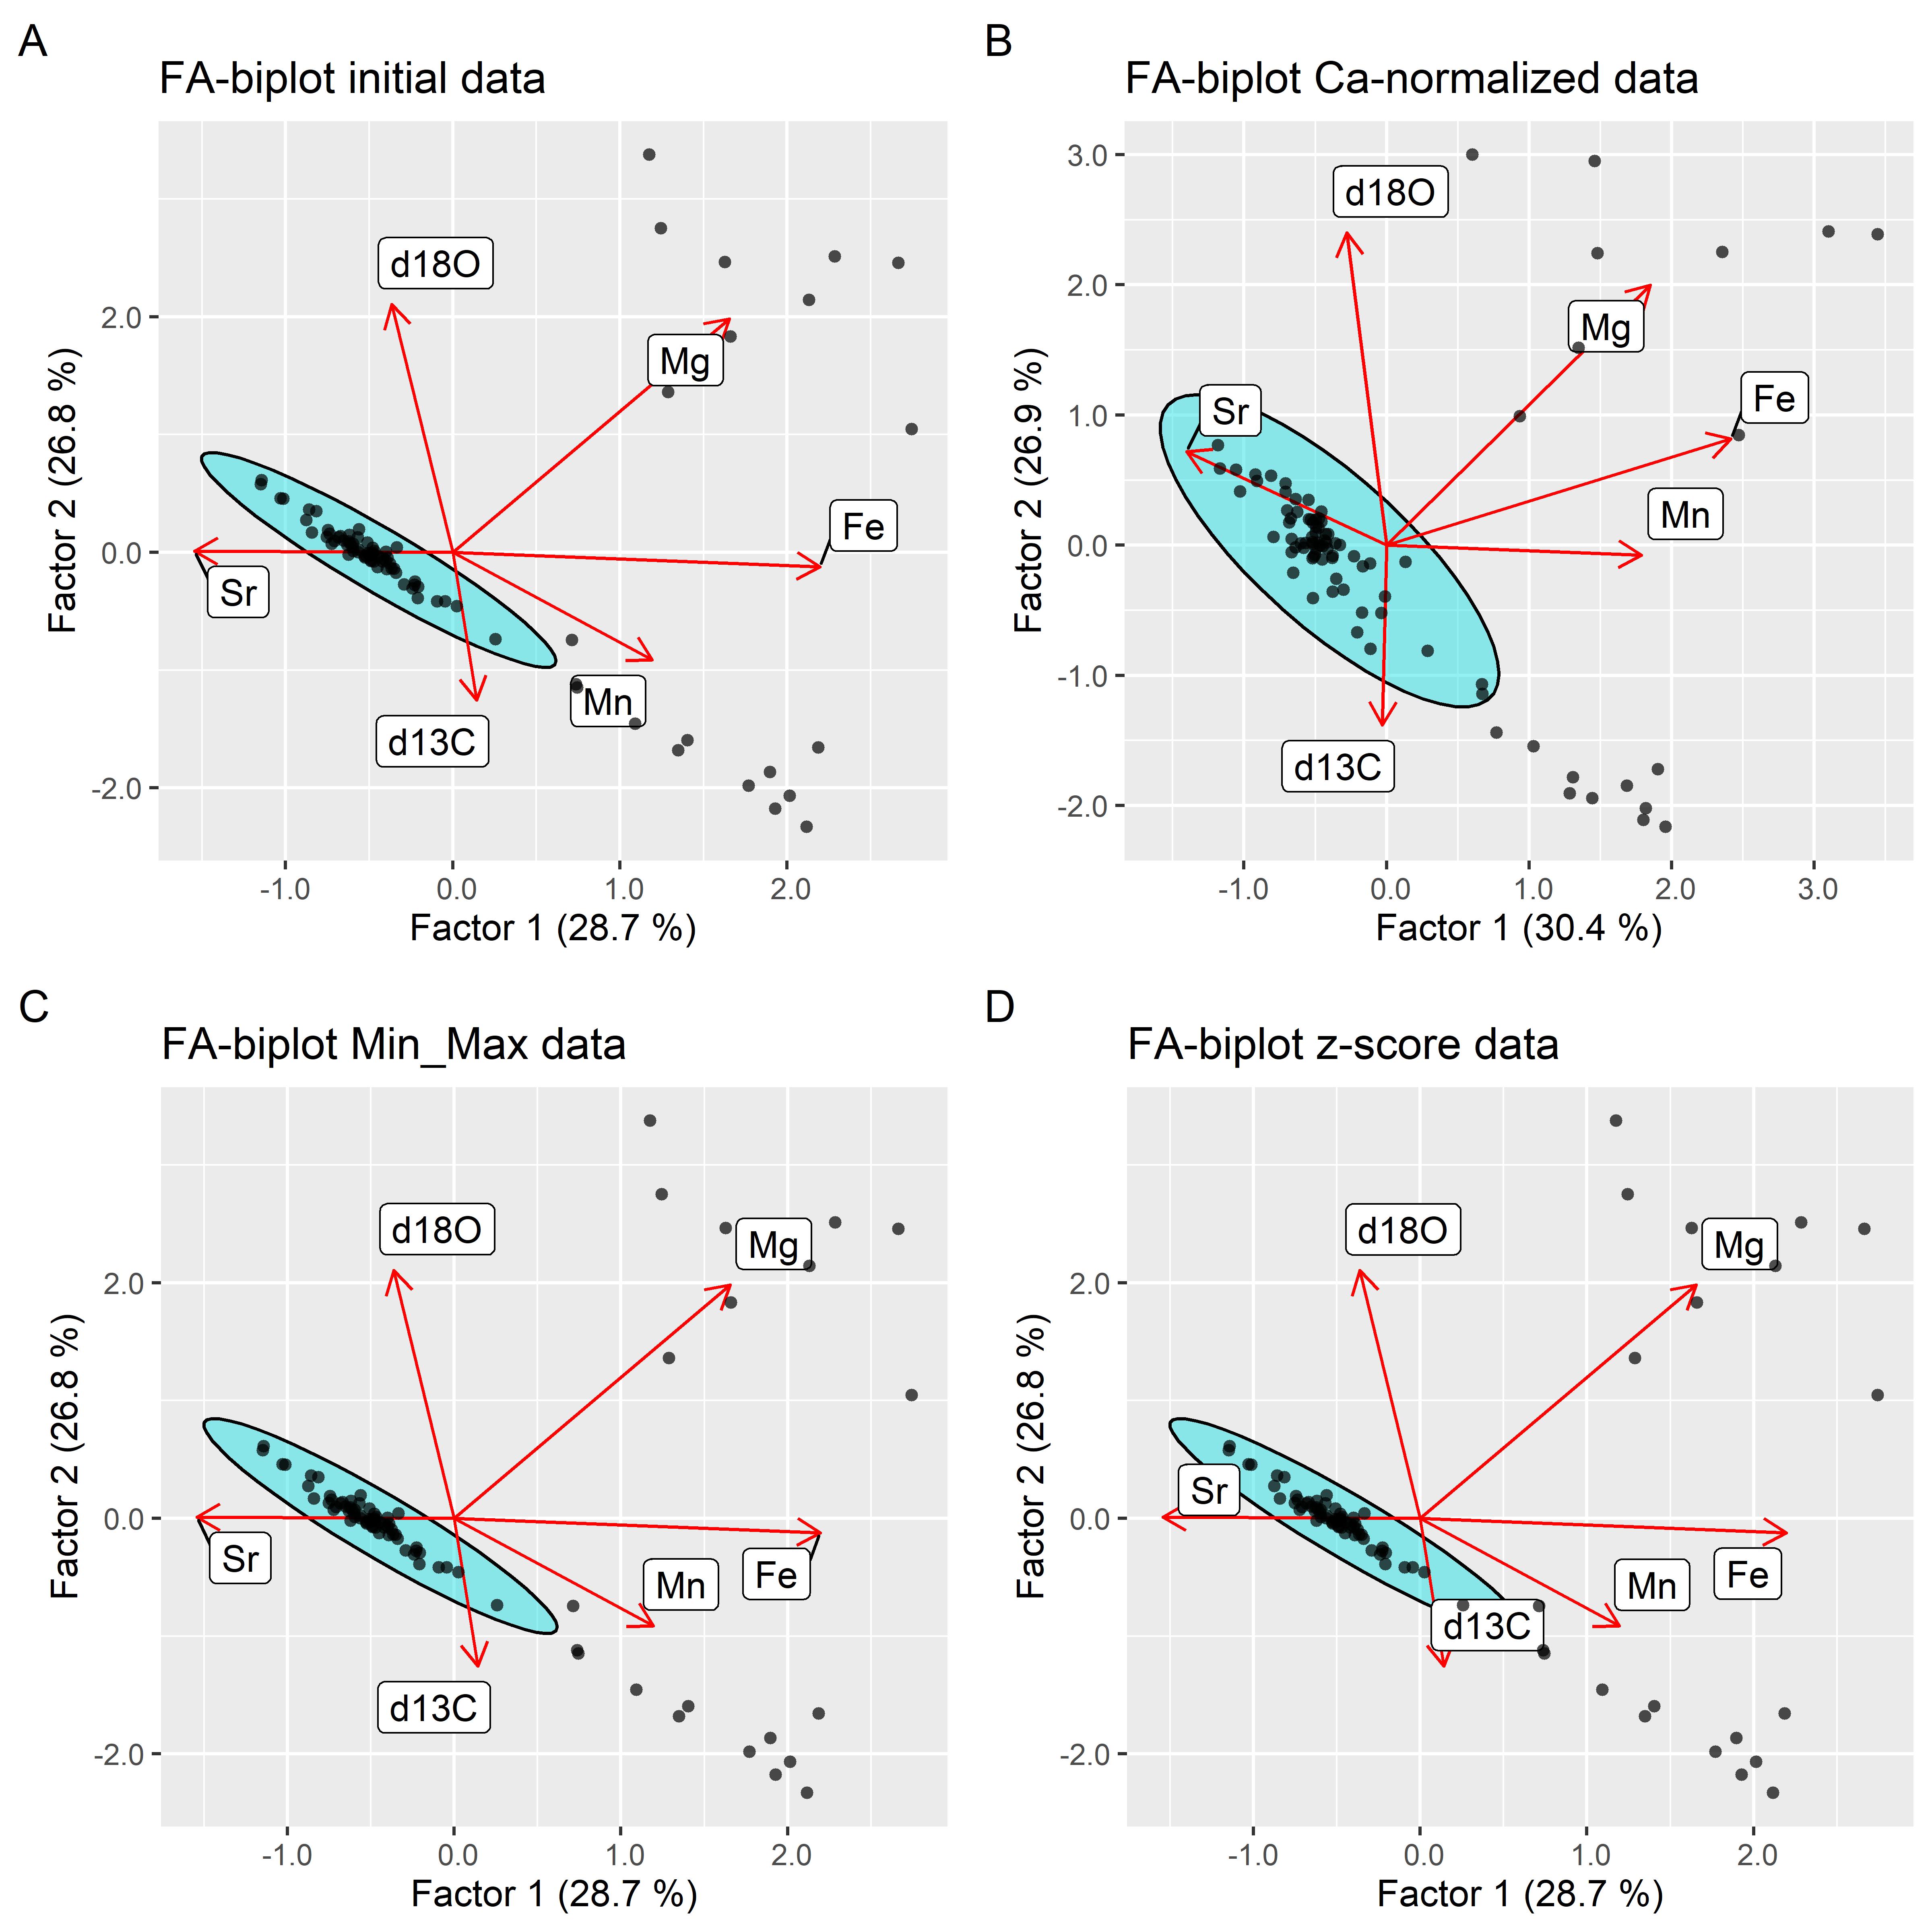 A
FA-biplot initial data
d18O
Mg
Fe
Sr
Mn
d13C
2.0
0.0
-2.0
-1.0
0.0
1.0
2.0
Factor 1 (28.7 %)
Factor 2 (26.8 %)
B
FA-biplot Ca-normalized data
d18O
Mg
Fe
Sr
Mn
d13C
3.0
2.0
1.0
0.0
-1.0
-2.0
-1.0
0.0
1.0
2.0
3.0
Factor 1 (30.4 %)
Factor 2 (26.9 %)
C
FA-biplot Min_Max data
d18O
Mg
Sr
Mn
Fe
d13C
2.0
0.0
-2.0
-1.0
0.0
1.0
2.0
Factor 1 (28.7 %)
Factor 2 (26.8 %)
D
FA-biplot z-score data
d18O
Mg
Sr
Fe
Mn
d13C
2.0
0.0
-2.0
-1.0
0.0
1.0
2.0
Factor 1 (28.7 %)
Factor 2 (26.8 %)